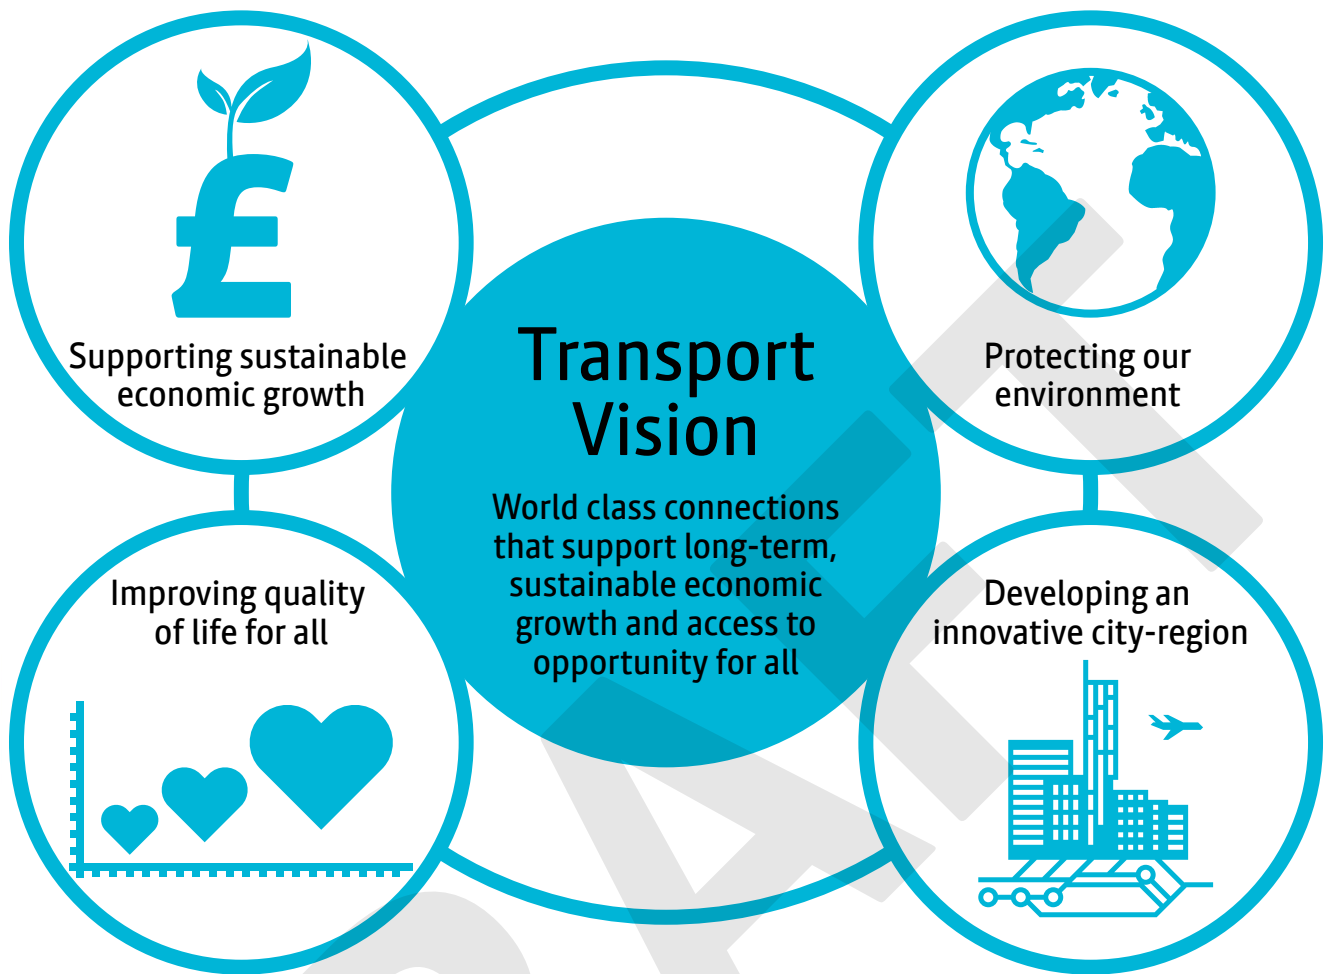 Supporting sustainable
economic growth
Transport
Vision
World class connections
that support long-term,
sustainable economic
growth and access to
opportunity for all
Protecting our
environment
Improving quality
of life for all
Developing an
innovative city-region
£
DRAFT